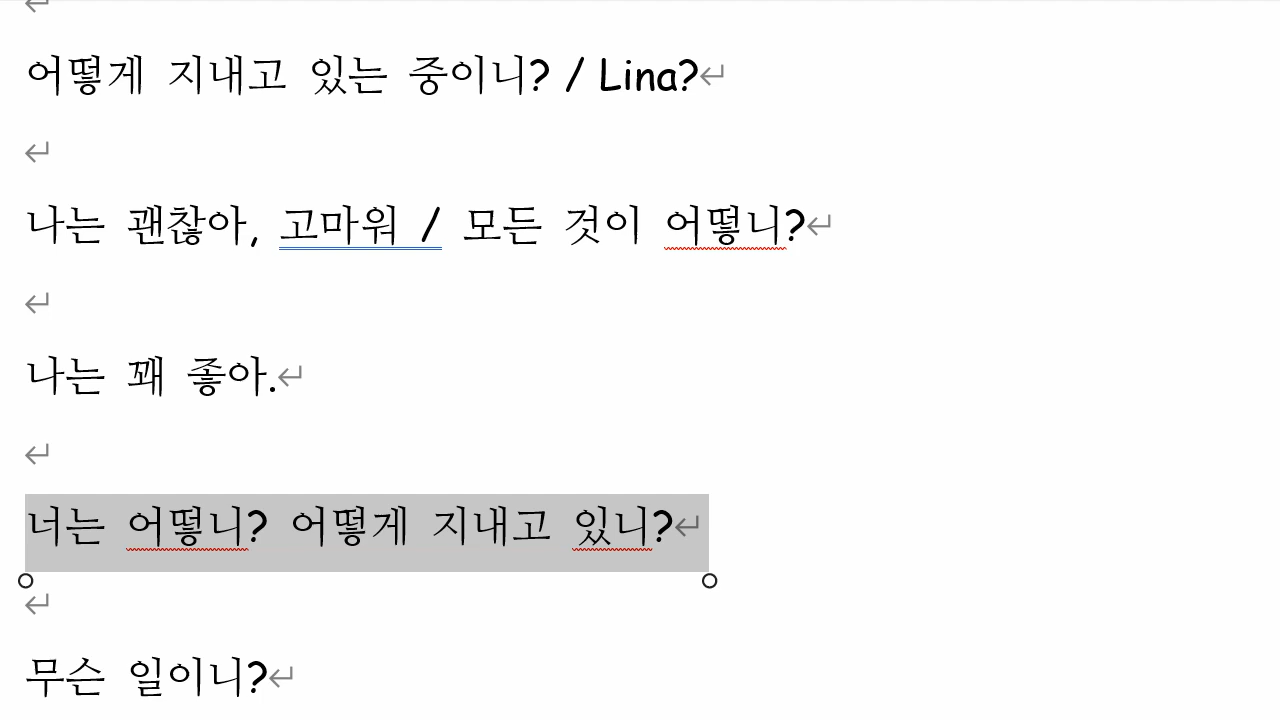 어떻게 지내고 있는 중이니? / Lina?
나는 괜찮아, 고마워 / 모든 것이 어떻니?
나는 꽤 좋아.
너는 어떻니? 어떻게 지내고 있니?
무슨 일이니?